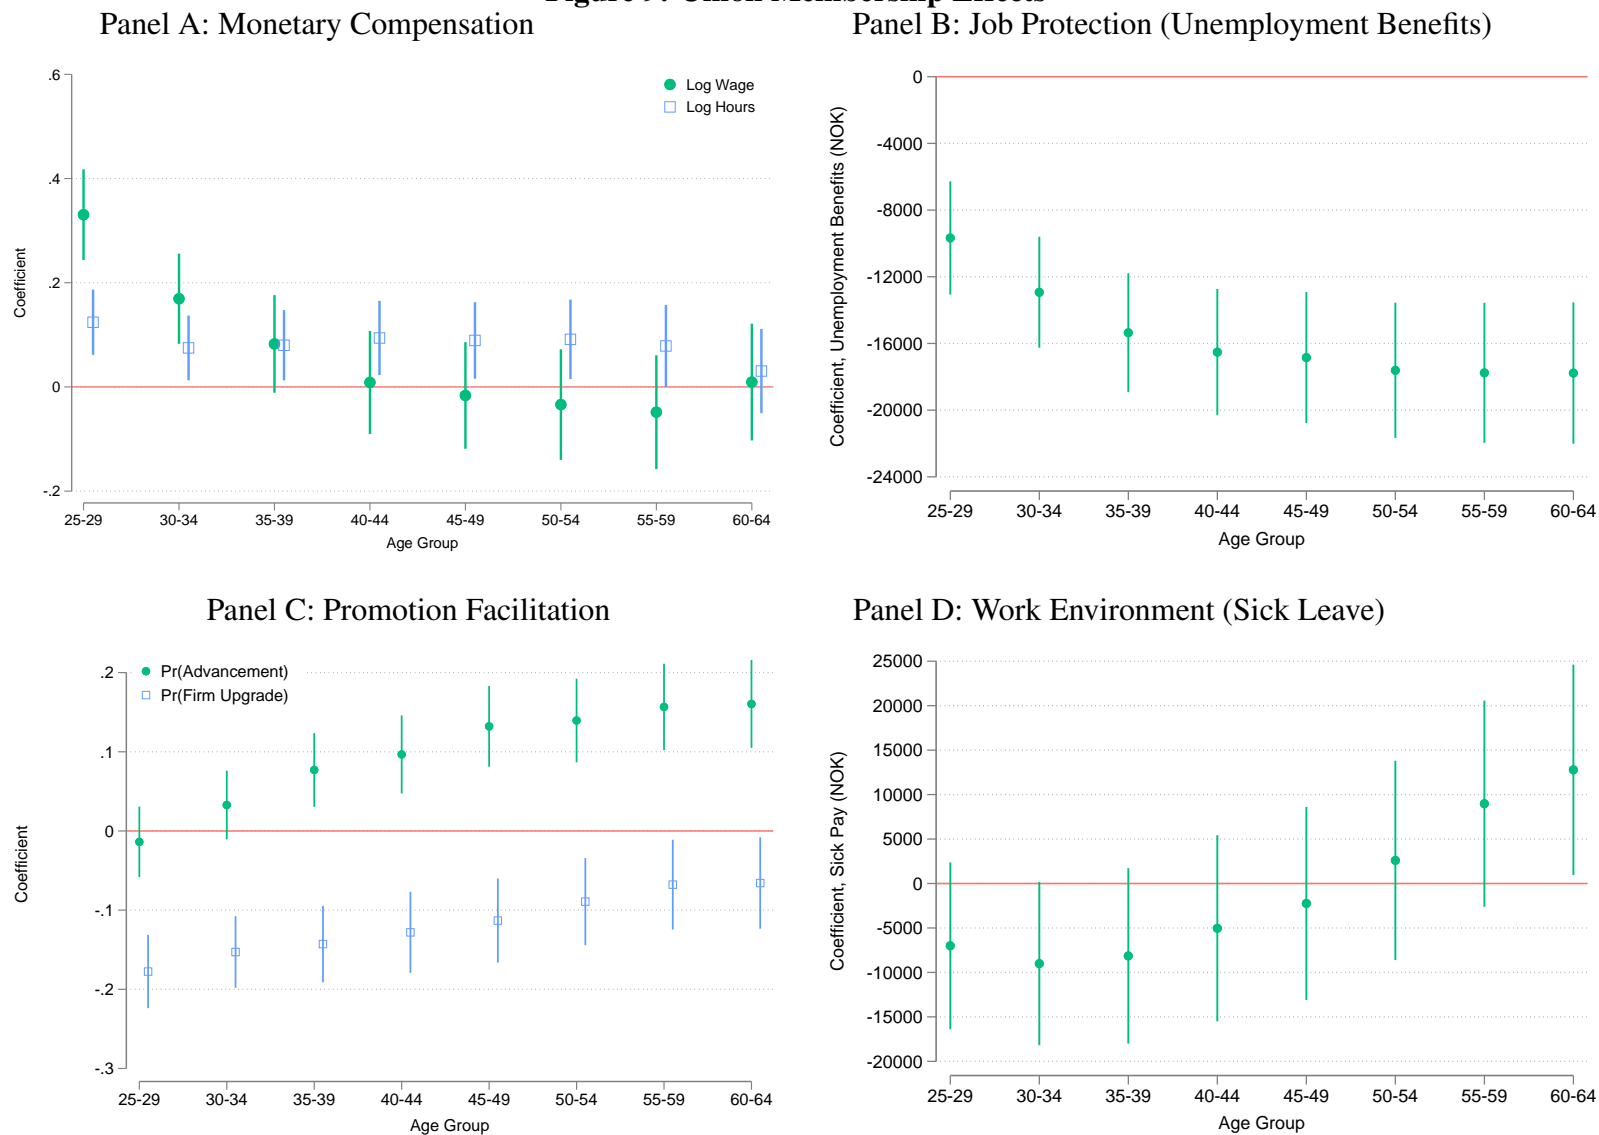 Panel A: Monetary Compensation
.6
.4
.2
0
-.2
Coefficient
Log Wage
Log Hours
25-29 30-34 35-39 40-44 45-49 50-54 55-59 60-64
Age Group
Panel B: Job Protection (Unemployment Benefits)
0
-4000
-8000
-12000
-16000
-20000
-24000
Coefficient, Unemployment Benefits (NOK)
25-29 30-34 35-39 40-44 45-49 50-54 55-59 60-64
Age Group
Panel C: Promotion Facilitation
.2
.1
0
-.1
-.2
-.3
Coefficient
Pr(Advancement)
Pr(Firm Upgrade)
25-29 30-34 35-39 40-44 45-49 50-54 55-59 60-64
Age Group
Panel D: Work Environment (Sick Leave)
25000
20000
15000
10000
5000
0
-5000
-10000
-15000
-20000
Coefficient, Sick Pay (NOK)
25-29 30-34 35-39 40-44 45-49 50-54 55-59 60-64
Age Group